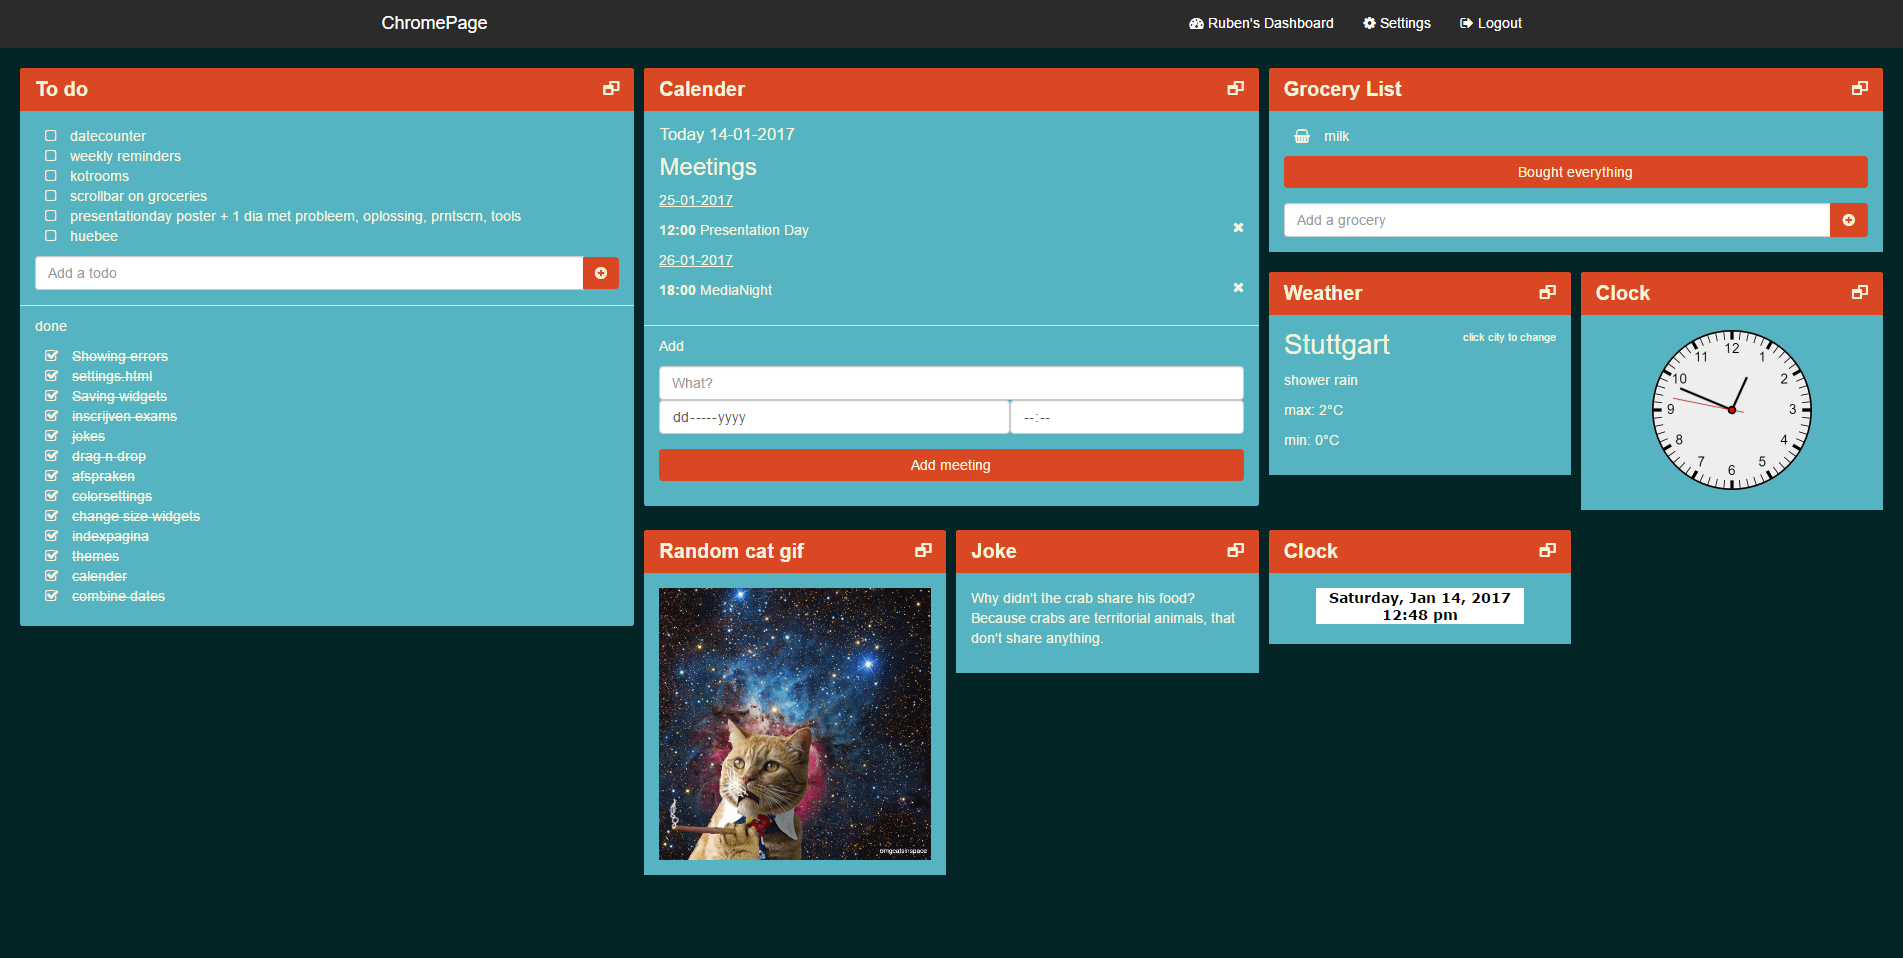 ChromePage
Ruben's Dashboard
Settings
Logout
To do
datecounter
weekly reminders
kotrooms
scrollbar on groceries
presentationday poster + 1 dia met probleem, oplossing, prntscrn, tools
huebee
Add a todo
done
Showing errors
settings.html
Saving widgets
inscrijven exams
jokes
drag n drop
afspraken
colorsettings
change size widgets
indexpagina
themes
calender
combine dates
Calender
Today 14-01-2017
Meetings
25-01-2017
12:00 Presentation Day
26-01-2017
18:00 MediaNight
Add
What?
dd-----yyyy
--:--
Add meeting
Grocery List
milk
Bought everything
Add a grocery
Weather
Stuttgart
click city to change
shower rain
max: 2°C
min: 0°C
Clock
12
1
2
3
4
5
6
7
8
9
10
11
Random cat gif
omgcatsinspace
Joke
Why didn't the crab share his food?
Because crabs are territorial animals, that
don't share anything.
Clock
Saturday, Jan 14, 2017
12:48 pm